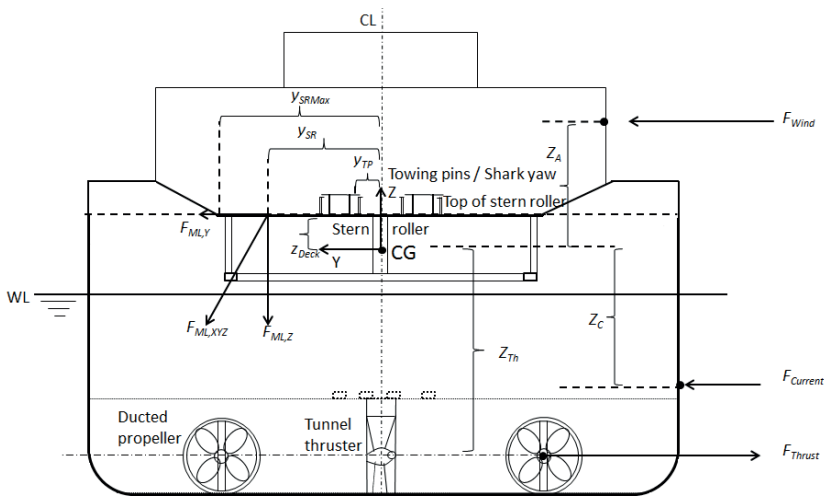 CL
y_SRMax
F_Wind
y_SR
Z_A
y_TP
Towing pins / Shark yaw
Z
Top of stern roller
F_ML,Y
Stern roller
z_Deck
Y
CG
WL
F_ML,XYZ
F_ML,Z
Z_C
Z_Th
F_Current
Ducted
propeller
Tunnel
thruster
F_Thrust